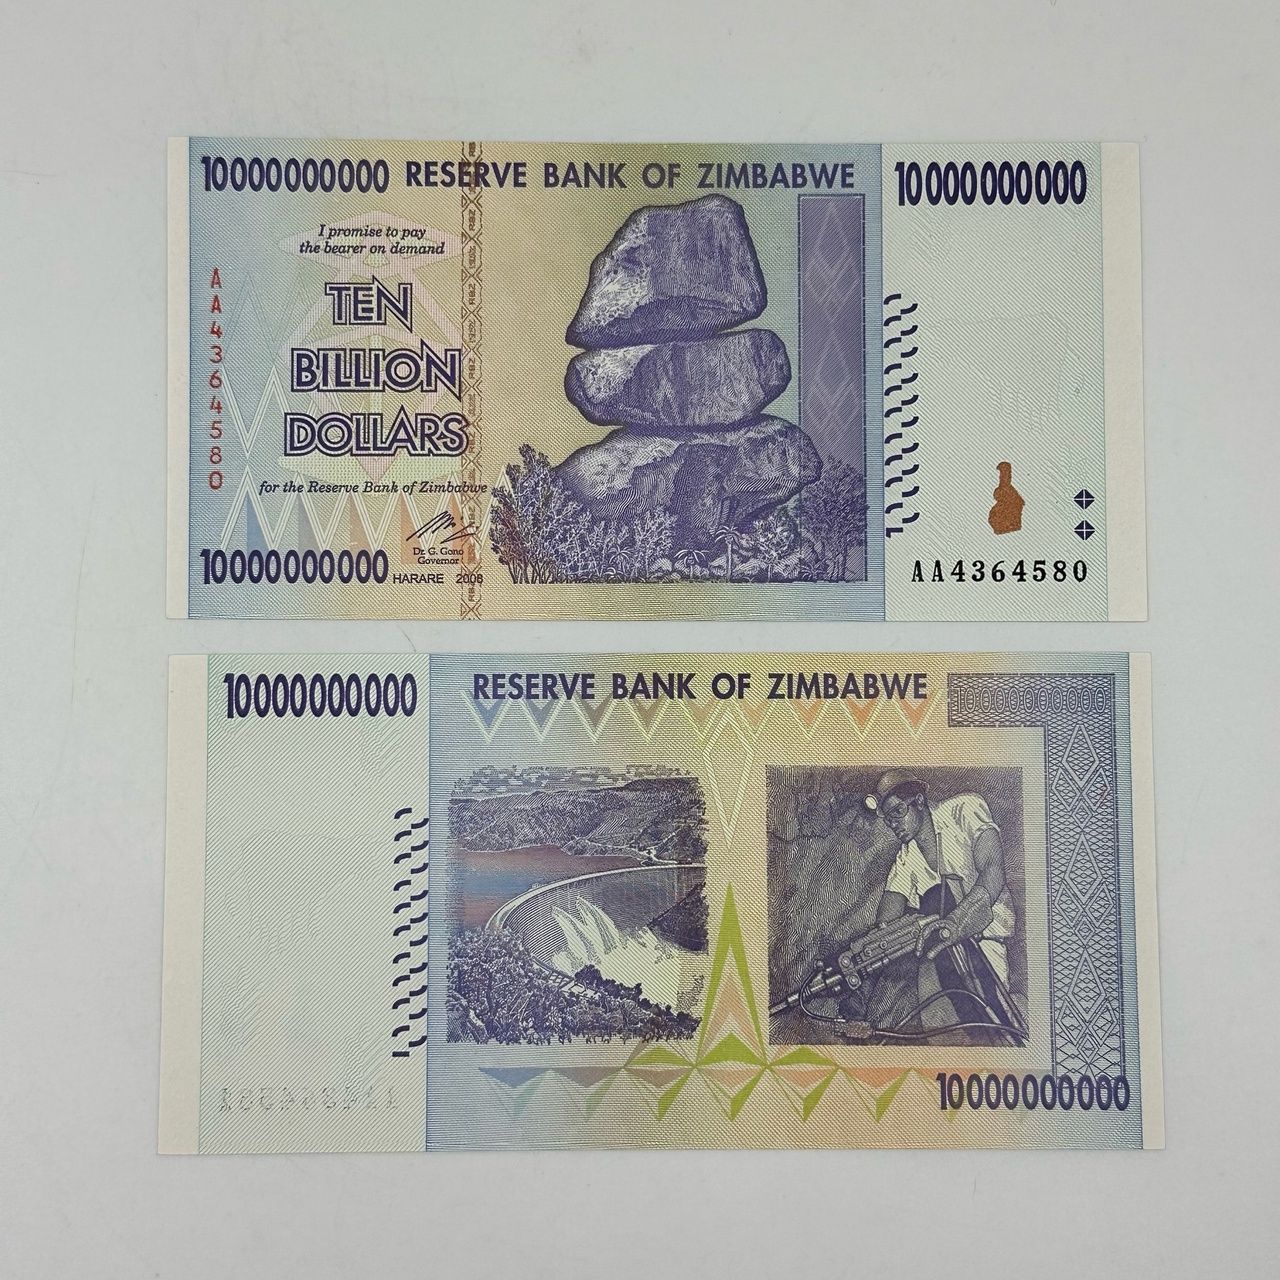 10000000000 RESERVE BANK OF ZIMBABWE 10000000000
I promise to pay
the bearer on demand
TEN
BILLION
DOLLARS
for the Reserve Bank of Zimbabwe
AA4364580
Dr. G. Gono
Governor
10000000000 HARARE 2008
AA4364580
RBZ
10000000000 RESERVE BANK OF ZIMBABWE 10000000000
10000000000